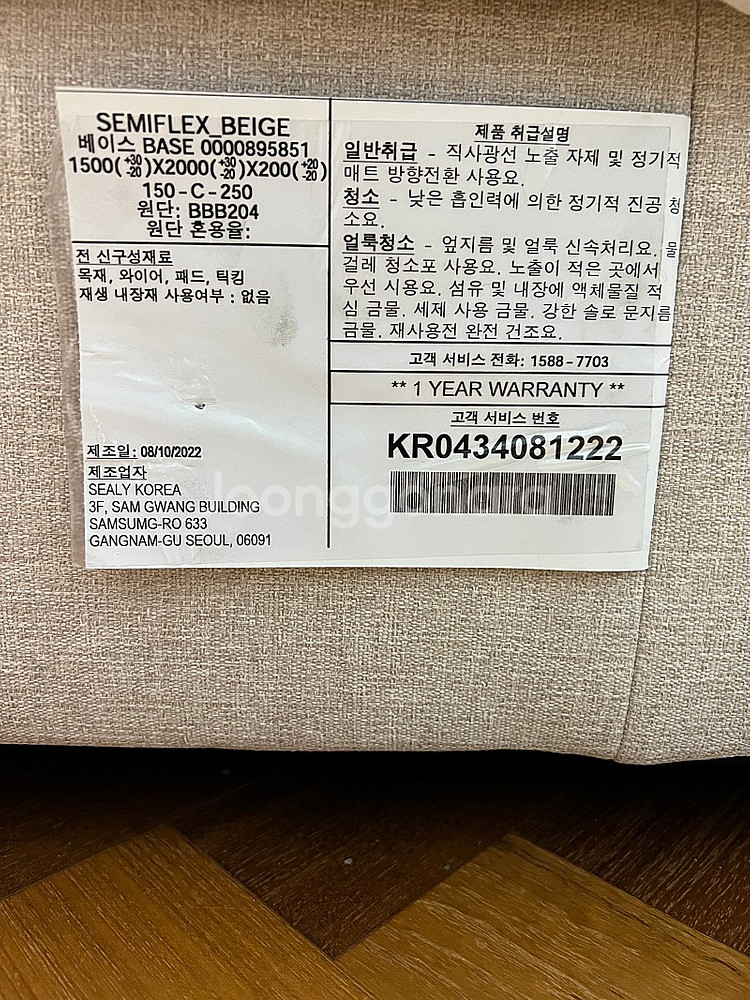 SEMIFLEX_BEIGE
베이스 BASE 0000895851
1500(+30 -20)X2000(+30 -20)X200(+20 -20)
150-C-250
원단: BBB204
원단 혼용율:
전 신구성재료
목재, 와이어, 패드, 틱킹
재생 내장재 사용여부 : 없음
제조일: 08/10/2022
제조업자
SEALY KOREA
3F, SAM GWANG BUILDING
SAMSUMG-RO 633
GANGNAM-GU SEOUL, 06091
제품 취급설명
일반취급 - 직사광선 노출 자제 및 정기적
매트 방향전환 사용요.
청소 - 낮은 흡인력에 의한 정기적 진공 청
소요.
얼룩청소 - 옆지름 및 얼룩 신속처리요. 물
걸레 청소포 사용요. 노출이 적은 곳에서
우선 시용요. 섬유 및 내장에 액체물질 적
심 금물. 세제 사용 금물. 강한 솔로 문지름
금물. 재사용전 완전 건조요.
고객 서비스 전화: 1588-7703
** 1 YEAR WARRANTY **
고객 서비스 번호
KR0434081222